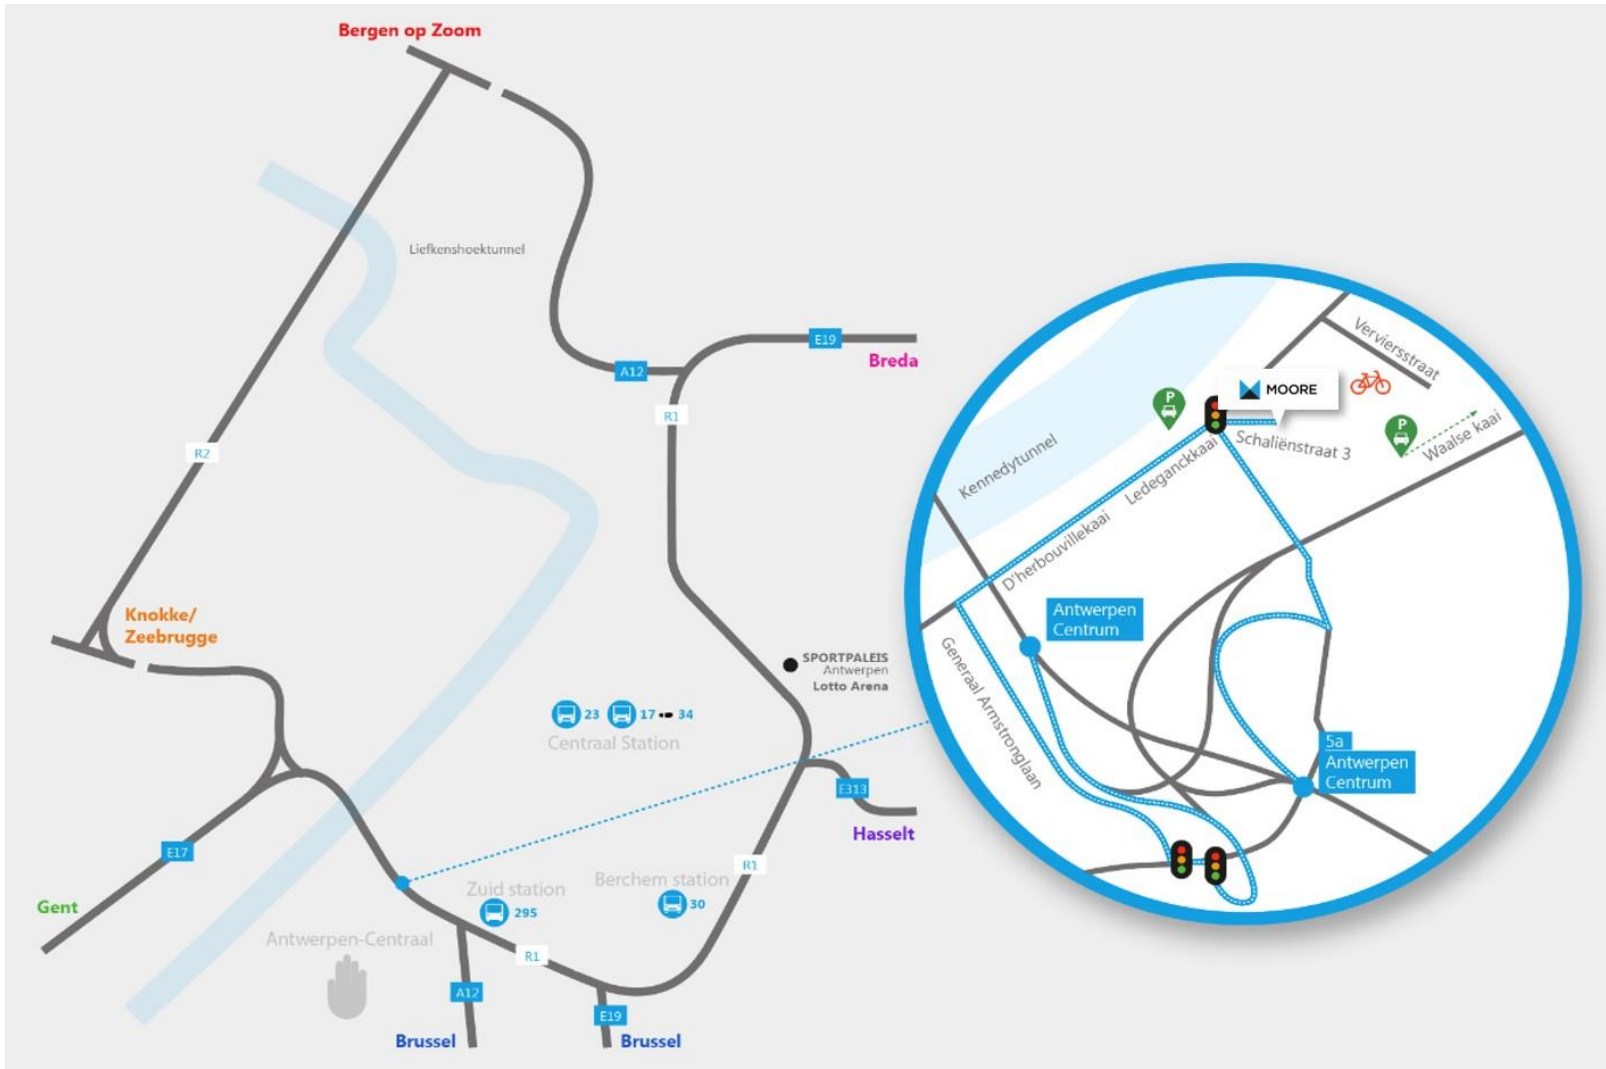 Bergen op Zoom
Liefkenshoektunnel
E19
Breda
A12
R1
R2
Knokke/
Zeebrugge
SPORTPALEIS
Antwerpen
Lotto Arena
23
17
34
Centraal Station
E313
Hasselt
E17
Gent
R1
Zuid station
295
Berchem station
30
Antwerpen-Centraal
R1
A12
Brussel
E19
Brussel
Verviersstraat
MOORE
P
Schaliënstraat 3
P
Waalse kaai
Kennedytunnel
Ledeganckkaai
D'herbouvillekaai
Antwerpen
Centrum
Generaal Armstronglaan
5a
Antwerpen
Centrum